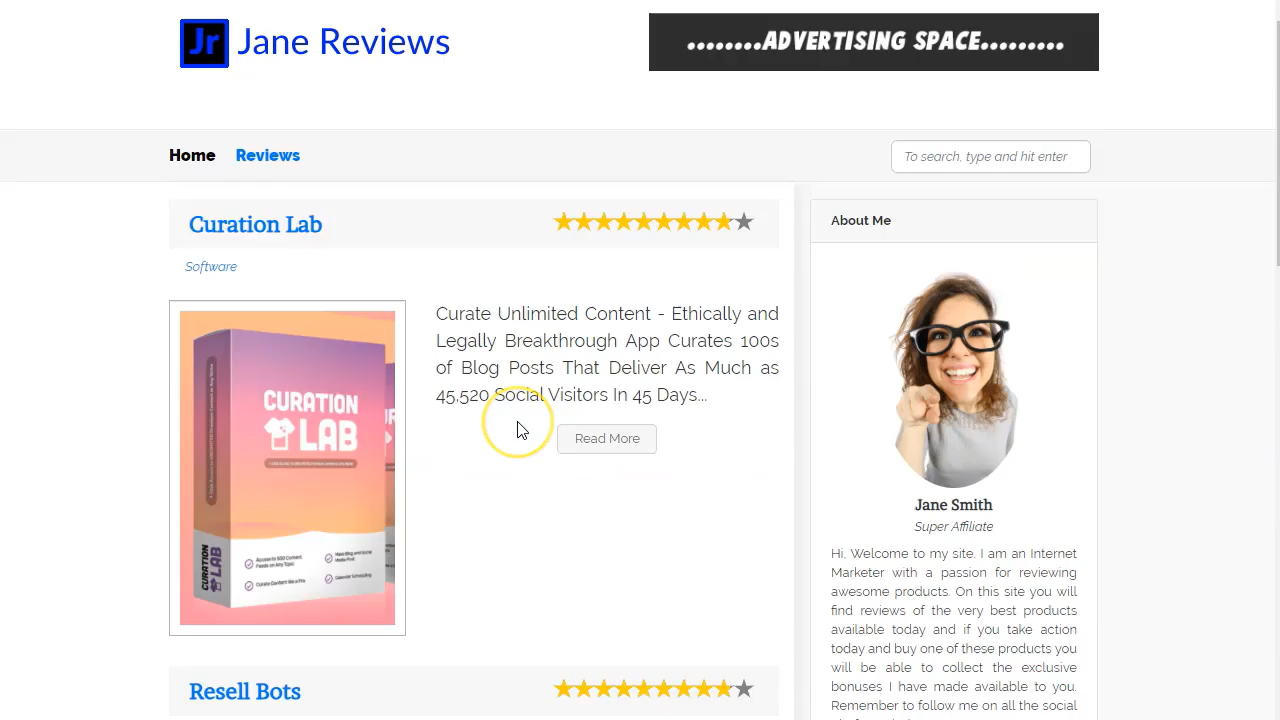 Jr Jane Reviews
........ADVERTISING SPACE.........
Home Reviews
To search, type and hit enter
Curation Lab
Software
CURATION
LAB
CURATION LAB
Curate Unlimited Content - Ethically and
Legally Breakthrough App Curates 100s
of Blog Posts That Deliver As Much as
45,520 Social Visitors In 45 Days...
Read More
Resell Bots
About Me
Jane Smith
Super Affiliate
Hi, Welcome to my site. I am an Internet
Marketer with a passion for reviewing
awesome products. On this site you will
find reviews of the very best products
available today and if you take action
today and buy one of these products you
will be able to collect the exclusive
bonuses I have made available to you.
Remember to follow me on all the social